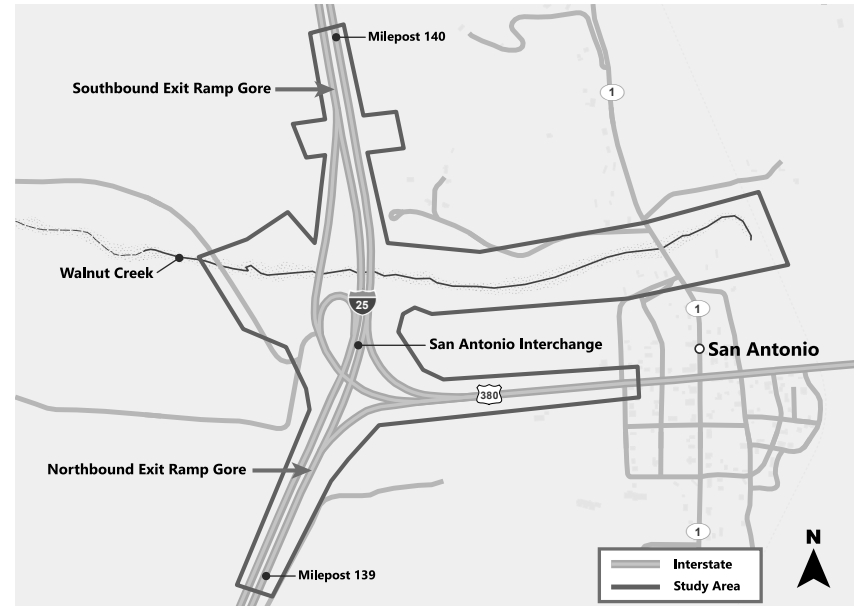 Milepost 140
Southbound Exit Ramp Gore
1
Walnut Creek
25
1
San Antonio Interchange
San Antonio
380
Northbound Exit Ramp Gore
1
N
Interstate
Milepost 139
Study Area